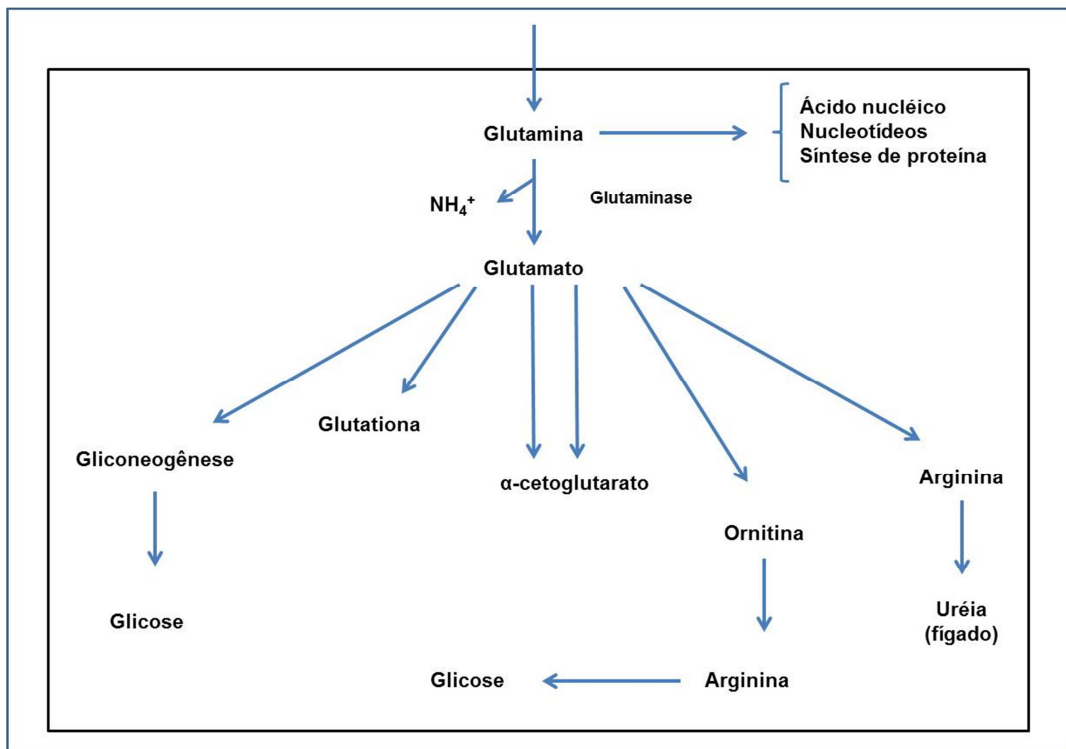 Ácido nucléico
Nucleotídeos
Síntese de proteína
Glutamina
Glutaminase
NH₄⁺
Glutamato
Glutationa
Gliconeogênese
α-cetoglutarato
Arginina
Ornitina
Glicose
Uréia
(fígado)
Glicose
Arginina